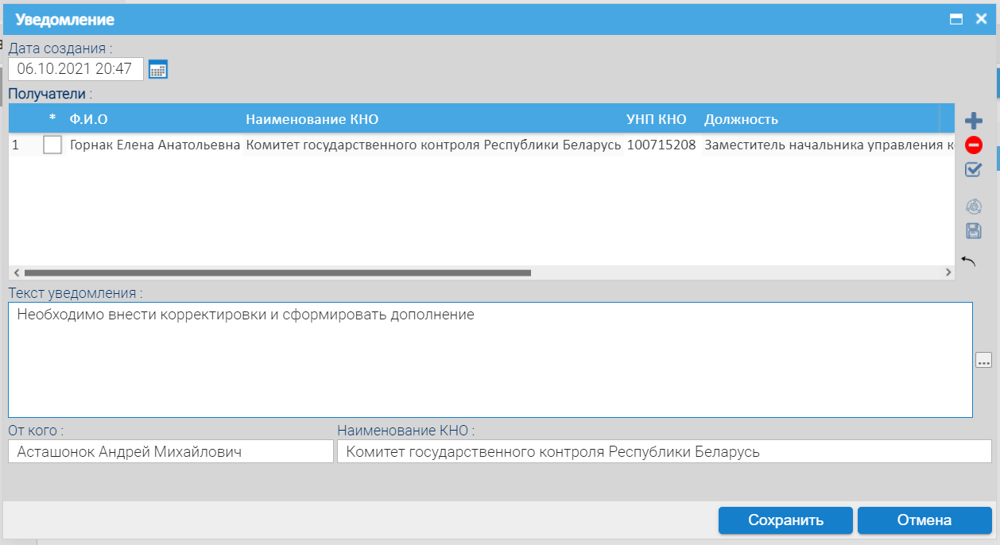 Уведомление
Дата создания :
06.10.2021 20:47
Получатели :
* Ф.И.О Наименование КНО УНП КНО Должность
1 Горнак Елена Анатольевна Комитет государственного контроля Республики Беларусь 100715208 Заместитель начальника управления к
Текст уведомления :
Необходимо внести корректировки и сформировать дополнение
...
От кого : Наименование КНО :
Асташонок Андрей Михайлович Комитет государственного контроля Республики Беларусь
Сохранить Отмена